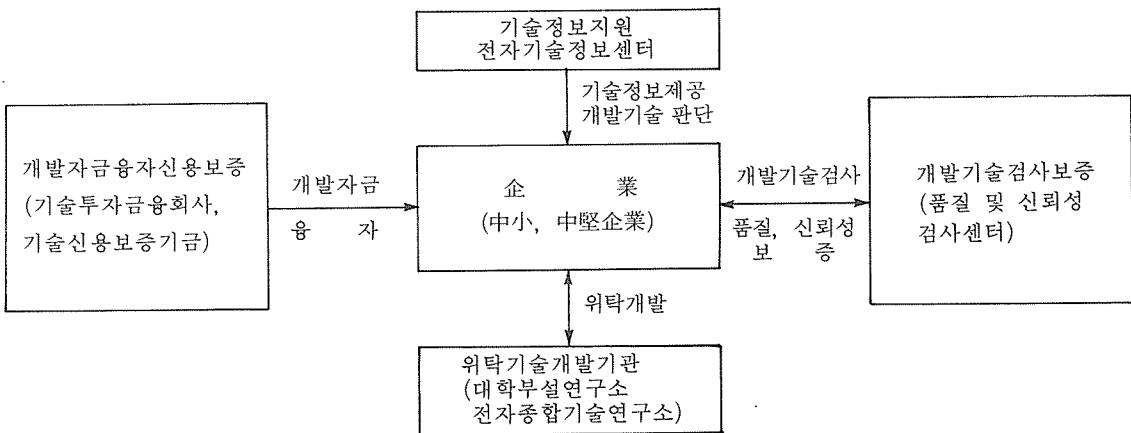 기술정보지원
전자기술정보센터
기술정보제공
개발기술 판단
개발자금융자신용보증
(기술투자금융회사,
기술신용보증기금)
개발자금
융 자
企 業
(中小, 中堅企業)
개발기술검사
품질, 신뢰성
보 증
개발기술검사보증
(품질 및 신뢰성
검사센터)
위탁개발
위탁기술개발기관
(대학부설연구소
전자종합기술연구소)